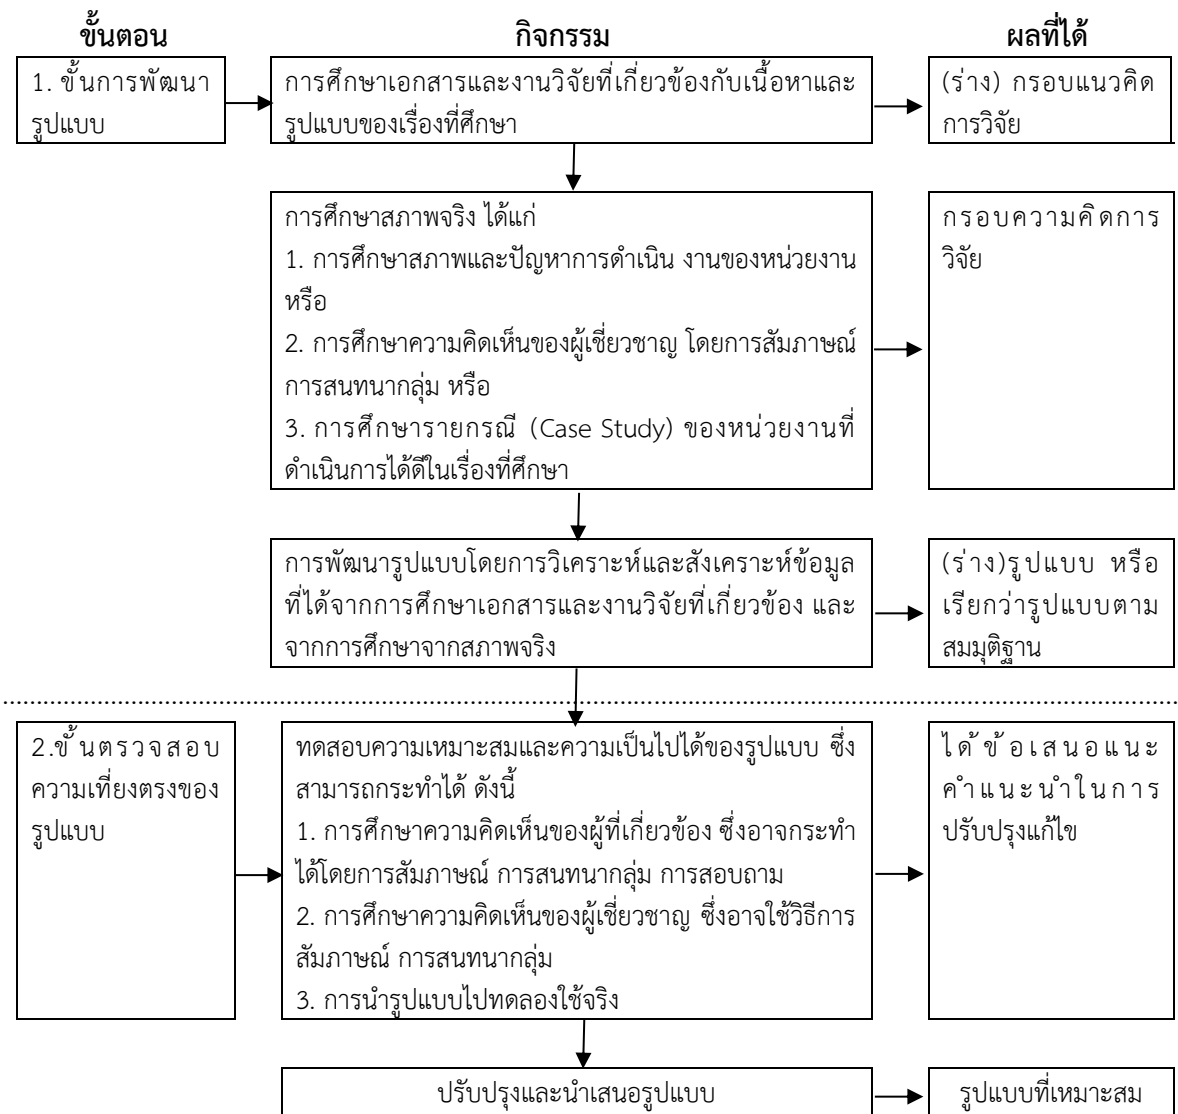 ขั้นตอน
กิจกรรม
ผลที่ได้
1. ขั้นการพัฒนา
รูปแบบ
การศึกษาเอกสารและงานวิจัยที่เกี่ยวข้องกับเนื้อหาและ
รูปแบบของเรื่องที่ศึกษา
(ร่าง) กรอบแนวคิด
การวิจัย
การศึกษาสภาพจริง ได้แก่
1. การศึกษาสภาพและปัญหาการดำเนิน งานของหน่วยงาน
หรือ
2. การศึกษาความคิดเห็นของผู้เชี่ยวชาญ โดยการสัมภาษณ์
การสนทนากลุ่ม หรือ
3. การศึกษารายกรณี (Case Study) ของหน่วยงานที่
ดำเนินการได้ดีในเรื่องที่ศึกษา
กรอบความคิดการ
วิจัย
การพัฒนารูปแบบโดยการวิเคราะห์และสังเคราะห์ข้อมูล
ที่ได้จากการศึกษาเอกสารและงานวิจัยที่เกี่ยวข้อง และ
จากการศึกษาจากสภาพจริง
(ร่าง)รูปแบบ หรือ
เรียกว่ารูปแบบตาม
สมมุติฐาน
2.ขั้นตรวจสอบ
ความเที่ยงตรงของ
รูปแบบ
ทดสอบความเหมาะสมและความเป็นไปได้ของรูปแบบ ซึ่ง
สามารถกระทำได้ ดังนี้
1. การศึกษาความคิดเห็นของผู้ที่เกี่ยวข้อง ซึ่งอาจกระทำ
ได้โดยการสัมภาษณ์ การสนทนากลุ่ม การสอบถาม
2. การศึกษาความคิดเห็นของผู้เชี่ยวชาญ ซึ่งอาจใช้วิธีการ
สัมภาษณ์ การสนทนากลุ่ม
3. การนำรูปแบบไปทดลองใช้จริง
ได้ข้อเสนอแนะ
คำแนะนำในการ
ปรับปรุงแก้ไข
ปรับปรุงและนำเสนอรูปแบบ
รูปแบบที่เหมาะสม